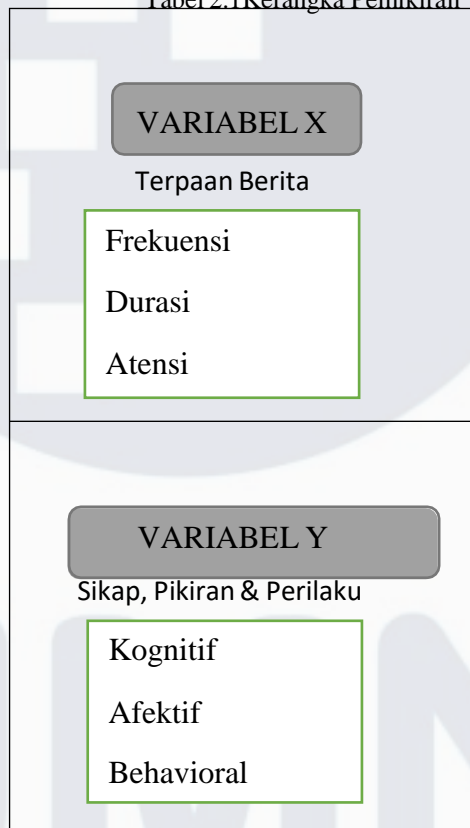 Tabel 2.1Kerangka Pemikiran
VARIABEL X
Terpaan Berita
Frekuensi
Durasi
Atensi
VARIABEL Y
Sikap, Pikiran & Perilaku
Kognitif
Afektif
Behavioral